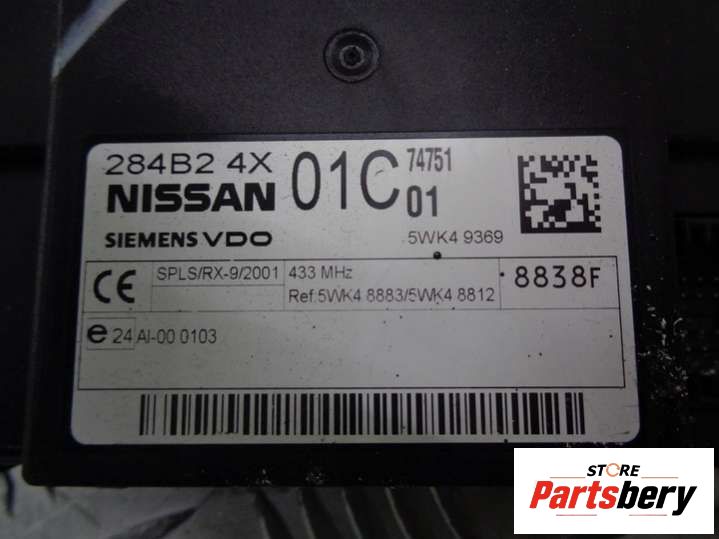 284B2 4X 01C 74751
NISSAN 01
SIEMENS VDO 5WK4 9369
CE SPLS/RX-9/2001 433 MHz 8838F
Ref:5WK4 8883/5WK4 8812
e 24 AI-00 0103
STORE
Partsbery